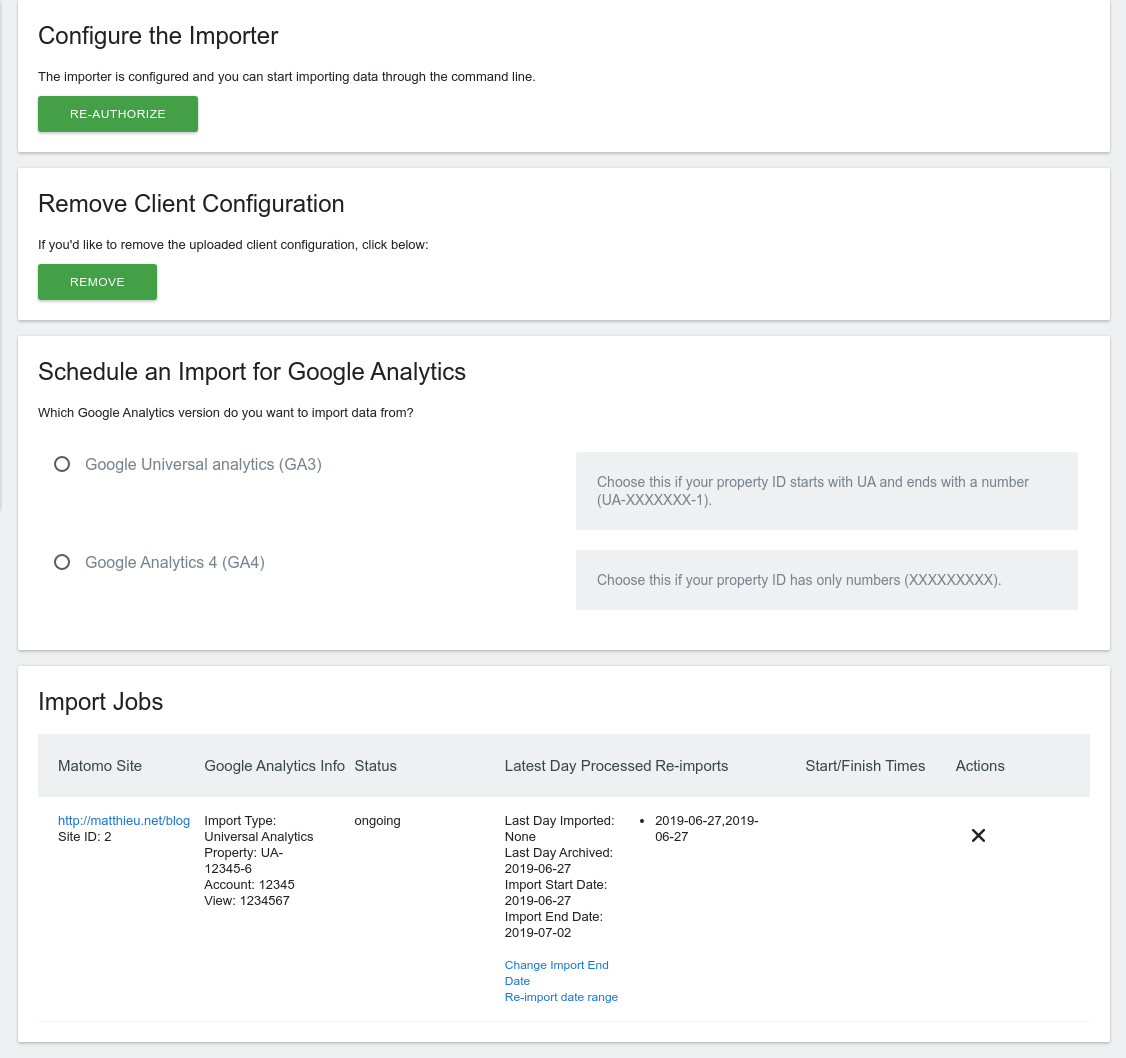 Configure the Importer
The importer is configured and you can start importing data through the command line.
RE-AUTHORIZE
Remove Client Configuration
If you'd like to remove the uploaded client configuration, click below:
REMOVE
Schedule an Import for Google Analytics
Which Google Analytics version do you want to import data from?
Google Universal analytics (GA3)
Choose this if your property ID starts with UA and ends with a number
(UA-XXXXXXX-1).
Google Analytics 4 (GA4)
Choose this if your property ID has only numbers (XXXXXXXXX).
Import Jobs
Matomo Site Google Analytics Info Status Latest Day Processed Re-imports Start/Finish Times Actions
http://matthieu.net/blog
Site ID: 2
Import Type:
Universal Analytics
Property: UA-
12345-6
Account: 12345
View: 1234567
ongoing
Last Day Imported:
None
Last Day Archived:
2019-06-27
Import Start Date:
2019-06-27
Import End Date:
2019-07-02
Change Import End
Date
Re-import date range
2019-06-27,2019-
06-27